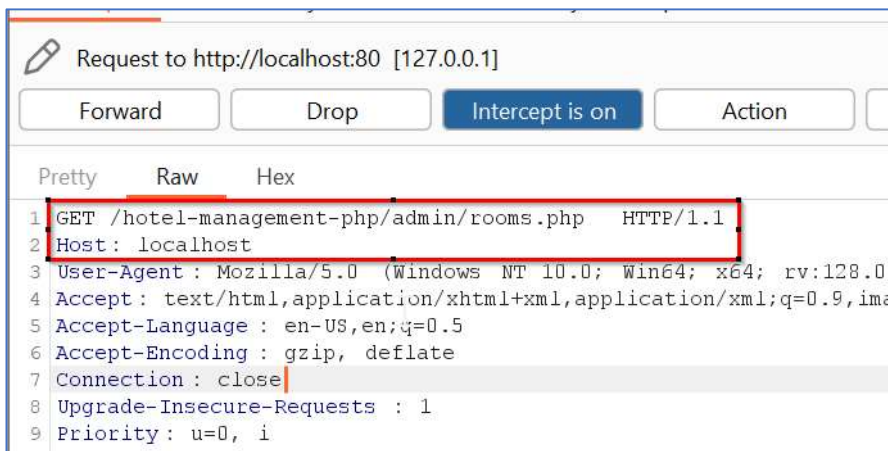 Request to http://localhost:80 [127.0.0.1]
Forward Drop Intercept is on Action
Pretty Raw Hex
1 GET /hotel-management-php/admin/rooms.php HTTP/1.1
2 Host: localhost
3 User-Agent: Mozilla/5.0 (Windows NT 10.0; Win64; x64; rv:128.0
4 Accept: text/html,application/xhtml+xml,application/xml;q=0.9,ima
5 Accept-Language: en-US,en;q=0.5
6 Accept-Encoding: gzip, deflate
7 Connection: close
8 Upgrade-Insecure-Requests: 1
9 Priority: u=0, i